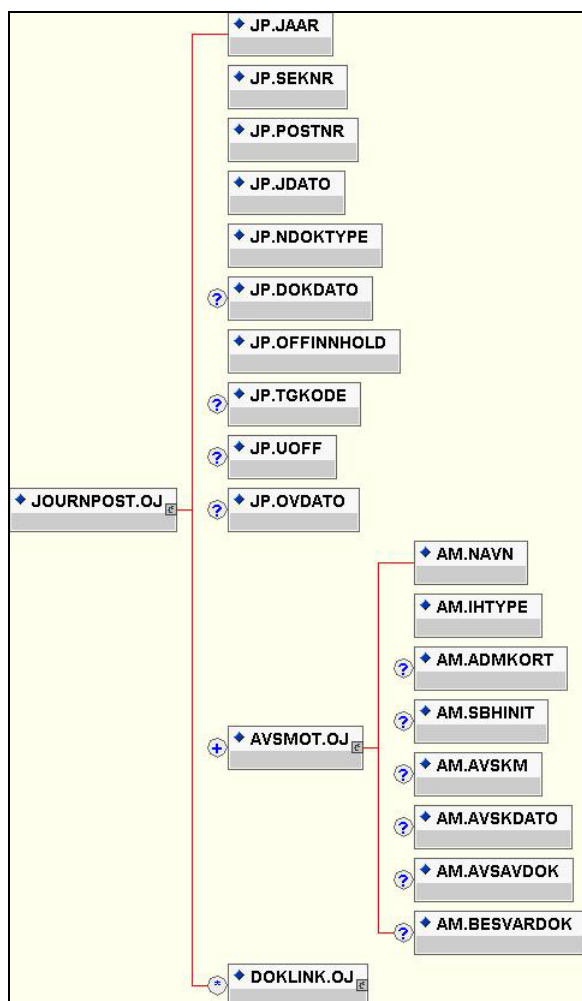 JP.JAAR
JP.SEKNR
JP.POSTNR
JP.JDATO
JP.NDOKTYPE
? JP.DOKDATO
JP.OFFINNHOLD
? JP.TGKODE
? JP.UOFF
JOURNPOST.OJ
? JP.OVDATO
AM.NAVN
AM.IHTYPE
? AM.ADMKORT
? AM.SBHINIT
+ AVSMOT.OJ
? AM.AVSKM
? AM.AVSKDATO
? AM.AVSAVDOK
? AM.BESVARDOK
* DOKLINK.OJ